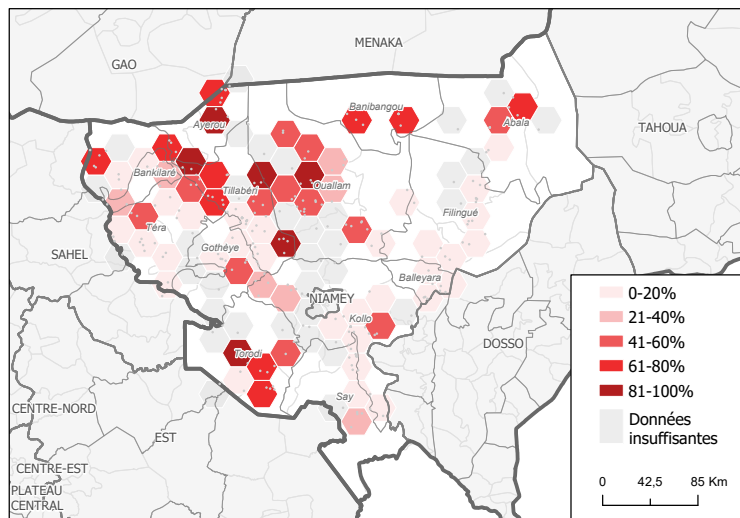 MENAKA
GAO
TAHOUA
Banibangou
Abala
Ayerou
Bankilaré
Tillabéri
Ouallam
Filingué
Téra
SAHEL
Gothèye
Balleyara
NIAMEY
Kollo
DOSSO
Torodi
Say
CENTRE-NORD
EST
CENTRE-EST
PLATEAU
CENTRAL
0-20%
21-40%
41-60%
61-80%
81-100%
Données
insuffisantes
0 42,5 85 Km